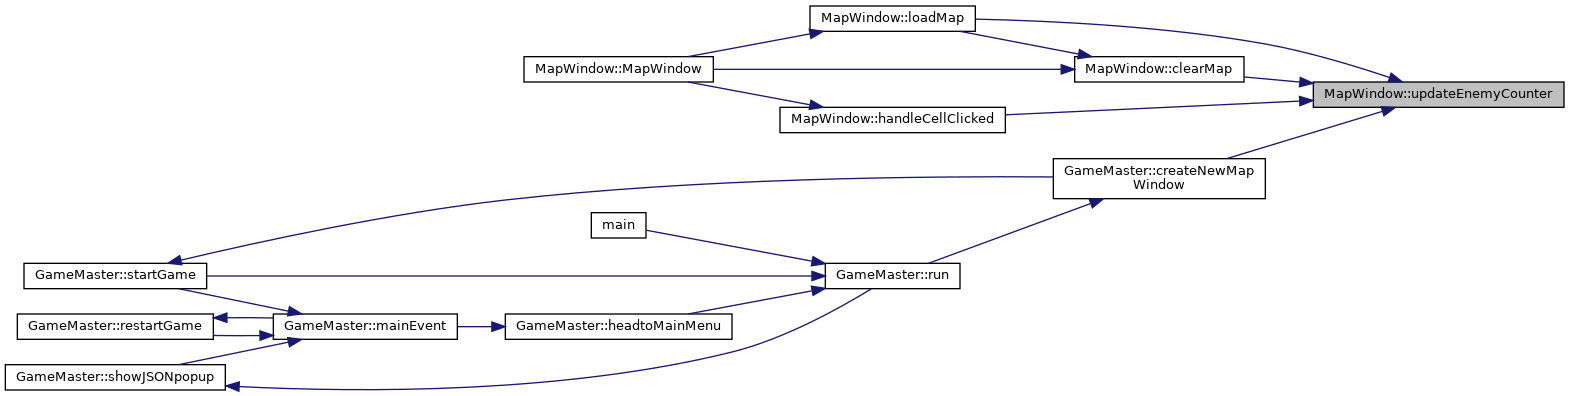 MapWindow::loadMap
MapWindow::MapWindow
MapWindow::clearMap
MapWindow::updateEnemyCounter
MapWindow::handleCellClicked
GameMaster::createNewMap
Window
main
GameMaster::startGame
GameMaster::run
GameMaster::restartGame
GameMaster::mainEvent
GameMaster::headtoMainMenu
GameMaster::showJSONpopup